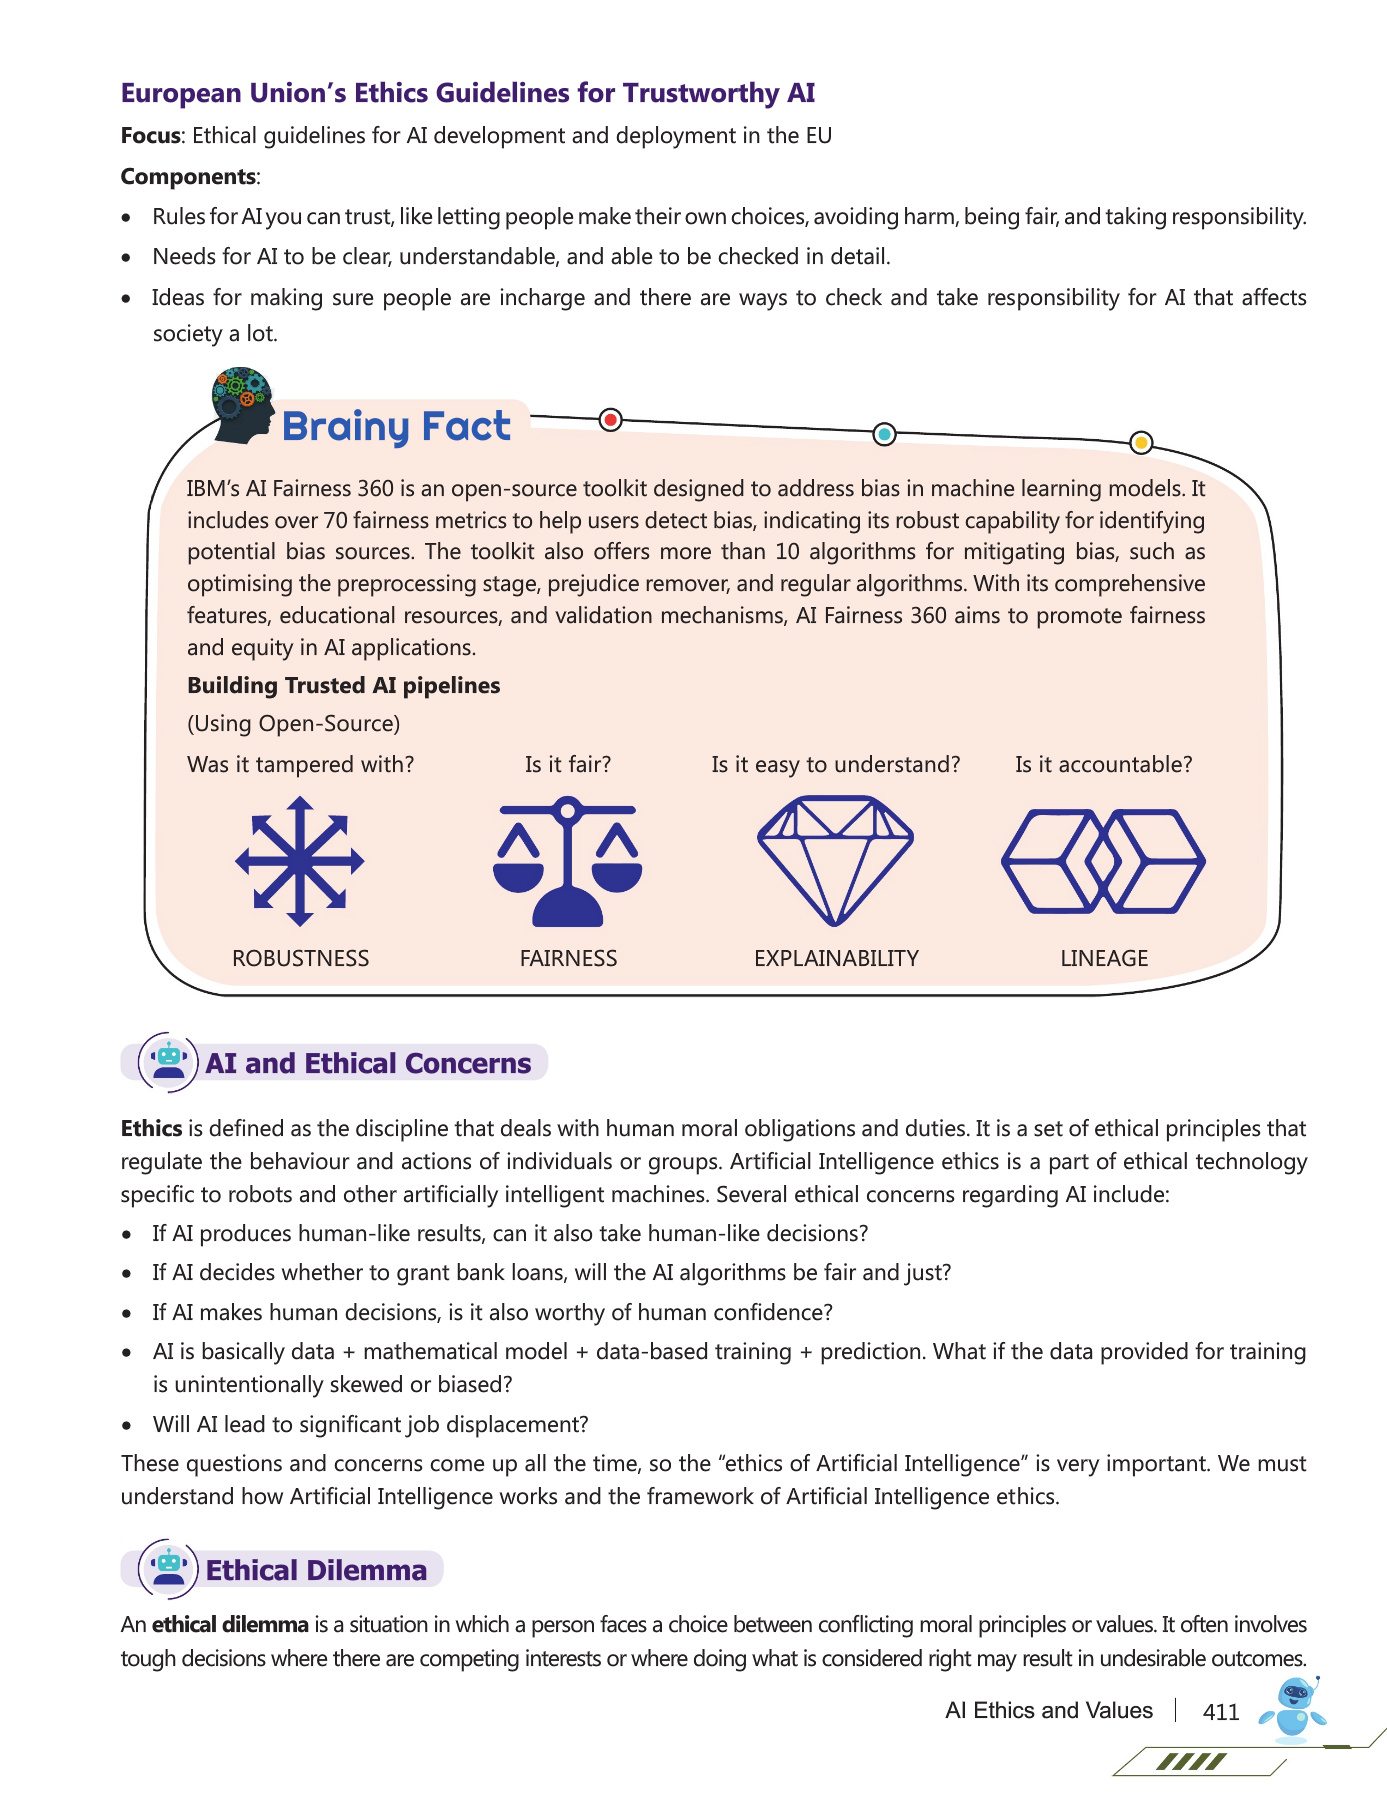 European Union’s Ethics Guidelines for Trustworthy AI
Focus: Ethical guidelines for AI development and deployment in the EU
Components:
• Rules for AI you can trust, like letting people make their own choices, avoiding harm, being fair, and taking responsibility.
• Needs for AI to be clear, understandable, and able to be checked in detail.
• Ideas for making sure people are incharge and there are ways to check and take responsibility for AI that affects
society a lot.
Brainy Fact
IBM’s AI Fairness 360 is an open-source toolkit designed to address bias in machine learning models. It
includes over 70 fairness metrics to help users detect bias, indicating its robust capability for identifying
potential bias sources. The toolkit also offers more than 10 algorithms for mitigating bias, such as
optimising the preprocessing stage, prejudice remover, and regular algorithms. With its comprehensive
features, educational resources, and validation mechanisms, AI Fairness 360 aims to promote fairness
and equity in AI applications.
Building Trusted AI pipelines
(Using Open-Source)
Was it tampered with? Is it fair? Is it easy to understand? Is it accountable?
ROBUSTNESS FAIRNESS EXPLAINABILITY LINEAGE
AI and Ethical Concerns
Ethics is defined as the discipline that deals with human moral obligations and duties. It is a set of ethical principles that
regulate the behaviour and actions of individuals or groups. Artificial Intelligence ethics is a part of ethical technology
specific to robots and other artificially intelligent machines. Several ethical concerns regarding AI include:
• If AI produces human-like results, can it also take human-like decisions?
• If AI decides whether to grant bank loans, will the AI algorithms be fair and just?
• If AI makes human decisions, is it also worthy of human confidence?
• AI is basically data + mathematical model + data-based training + prediction. What if the data provided for training
is unintentionally skewed or biased?
• Will AI lead to significant job displacement?
These questions and concerns come up all the time, so the “ethics of Artificial Intelligence” is very important. We must
understand how Artificial Intelligence works and the framework of Artificial Intelligence ethics.
Ethical Dilemma
An ethical dilemma is a situation in which a person faces a choice between conflicting moral principles or values. It often involves
tough decisions where there are competing interests or where doing what is considered right may result in undesirable outcomes.
AI Ethics and Values 411